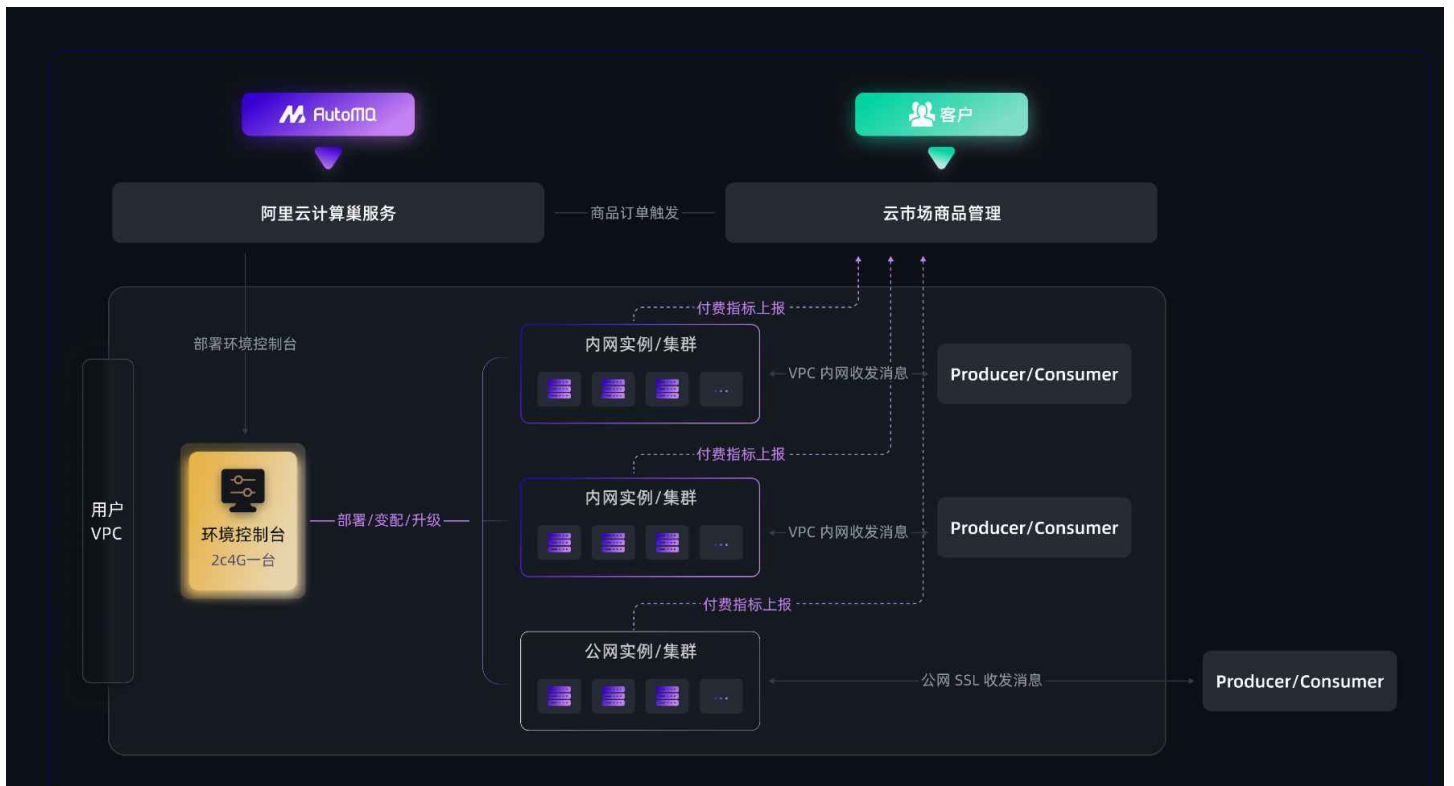 AutoMQ
客户
阿里云计算巢服务
商品订单触发
云市场商品管理
付费指标上报
部署环境控制台
内网实例/集群
...
VPC 内网收发消息
Producer/Consumer
付费指标上报
用户
VPC
环境控制台
2c4G一台
部署/变配/升级
内网实例/集群
...
VPC 内网收发消息
Producer/Consumer
付费指标上报
公网实例/集群
...
公网 SSL 收发消息
Producer/Consumer